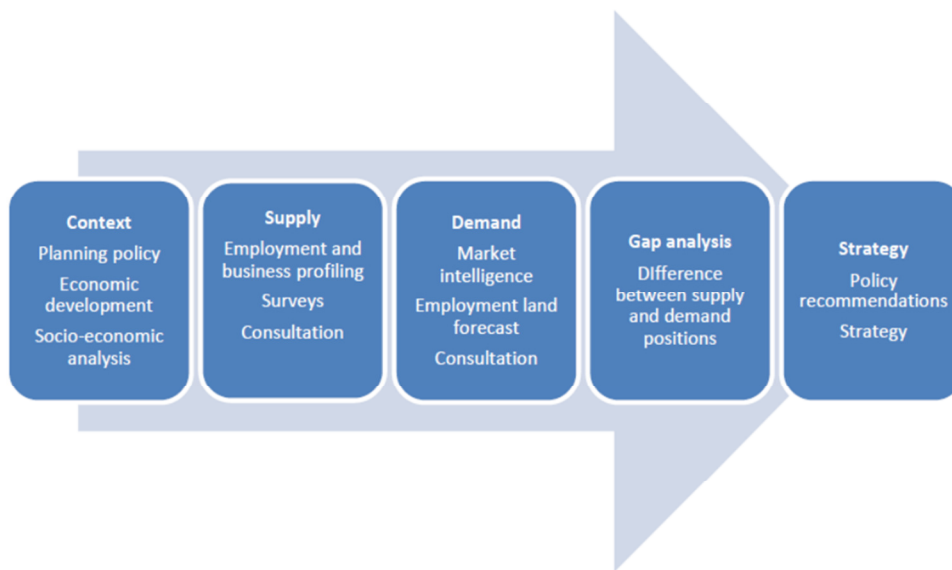 Context
Planning policy
Economic
development
Socio-economic
analysis
Supply
Employment and
business profiling
Surveys
Consultation
Demand
Market
intelligence
Employment land
forecast
Consultation
Gap analysis
DIfference
between supply
and demand
positions
Strategy
Policy
recommendations
Strategy